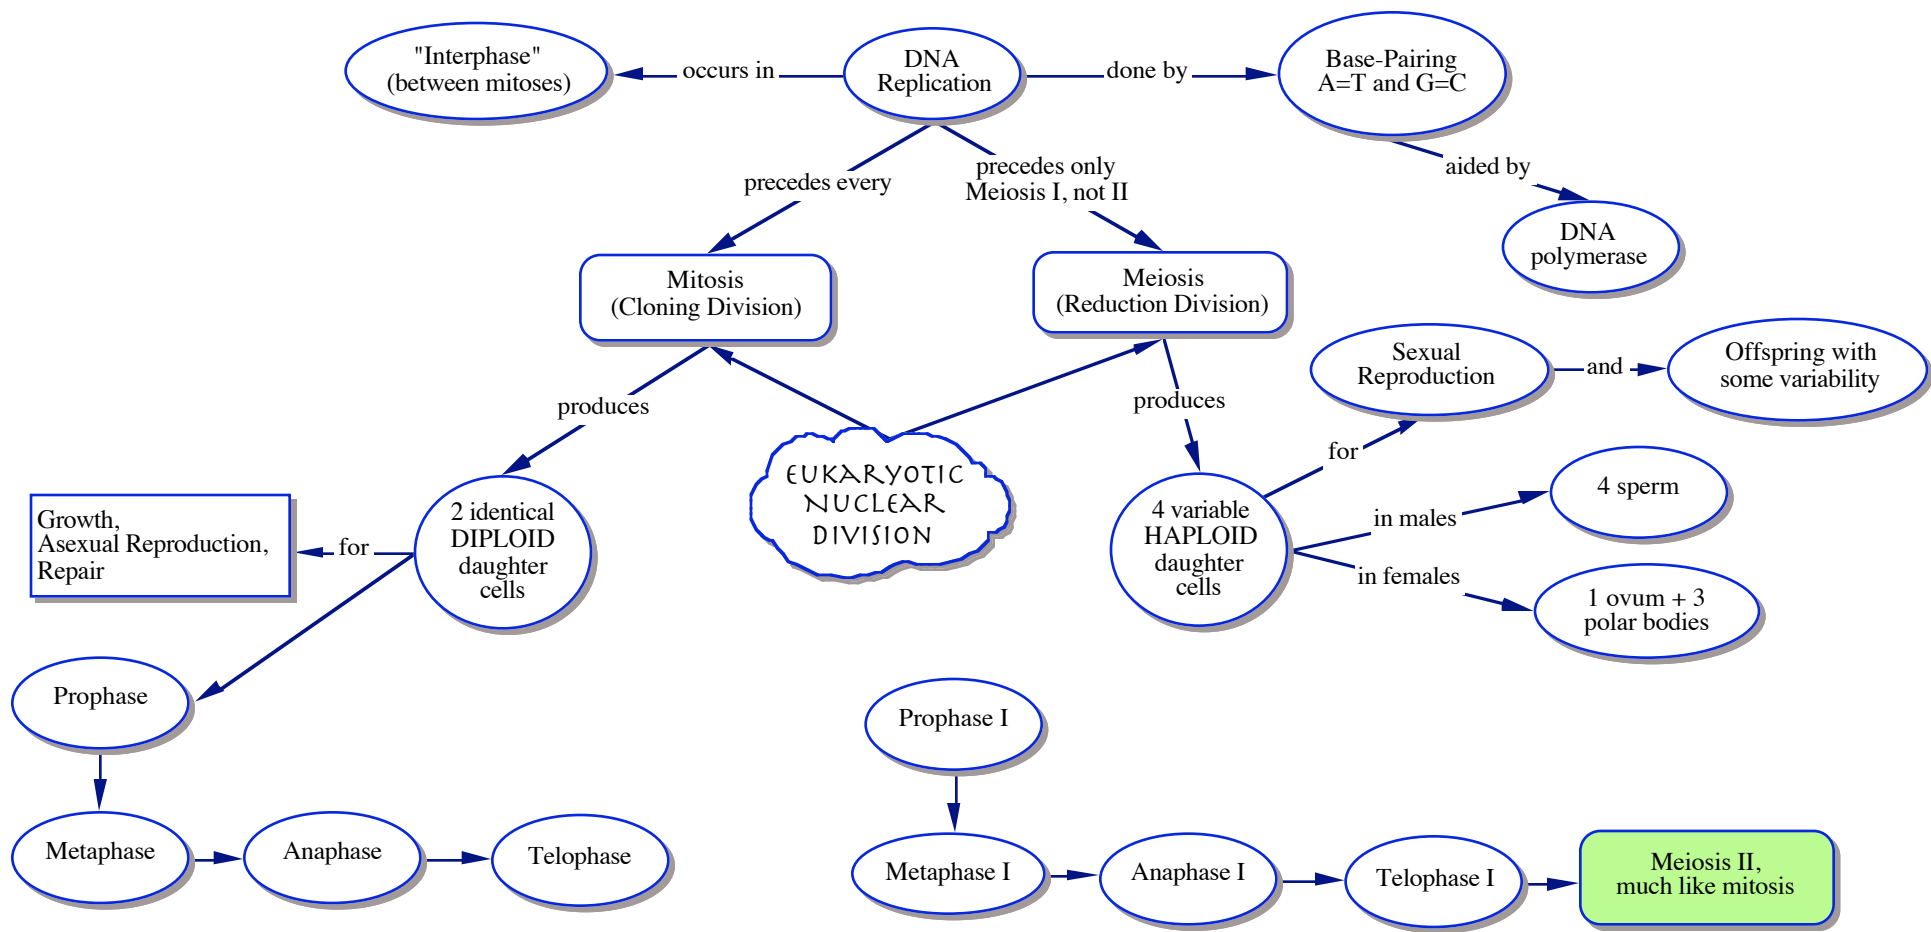 "Interphase"
(between mitoses)
occurs in
DNA
Replication
done by
Base-Pairing
A=T and G=C
aided by
DNA
polymerase
precedes every
precedes only
Meiosis I, not II
Mitosis
(Cloning Division)
Meiosis
(Reduction Division)
produces
produces
Sexual
Reproduction
and
Offspring with
some variability
EUKARYOTIC
NUCLEAR
DIVISION
for
4 sperm
in males
in females
1 ovum + 3
polar bodies
4 variable
HAPLOID
daughter
cells
2 identical
DIPLOID
daughter
cells
for
Growth,
Asexual Reproduction,
Repair
Prophase
Metaphase
Anaphase
Telophase
Prophase I
Metaphase I
Anaphase I
Telophase I
Meiosis II,
much like mitosis